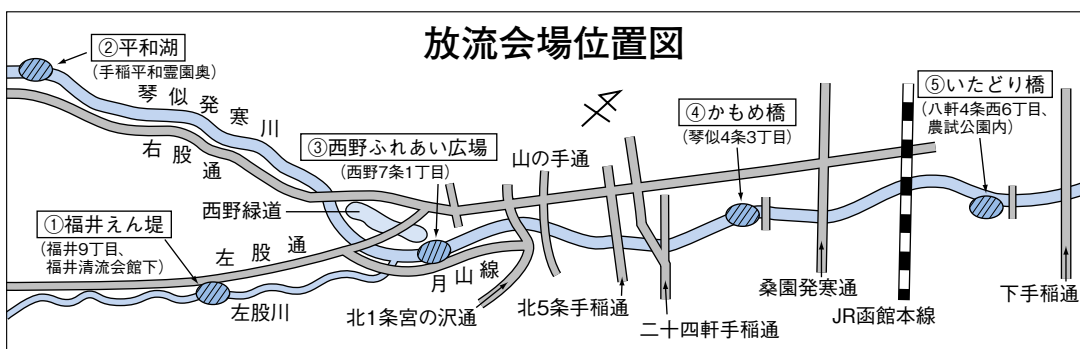 放流会場位置図
②平和湖
(手稲平和霊園奥)
琴似発寒川
右股通
③西野ふれあい広場
(西野7条1丁目)
山の手通
④かもめ橋
(琴似4条3丁目)
⑤いたどり橋
(八軒4条西6丁目、
農試公園内)
西野緑道
①福井えん堤
(福井9丁目、
福井清流会館下)
左股通
左股川
月山線
北1条宮の沢通
北5条手稲通
二十四軒手稲通
桑園発寒通
JR函館本線
下手稲通